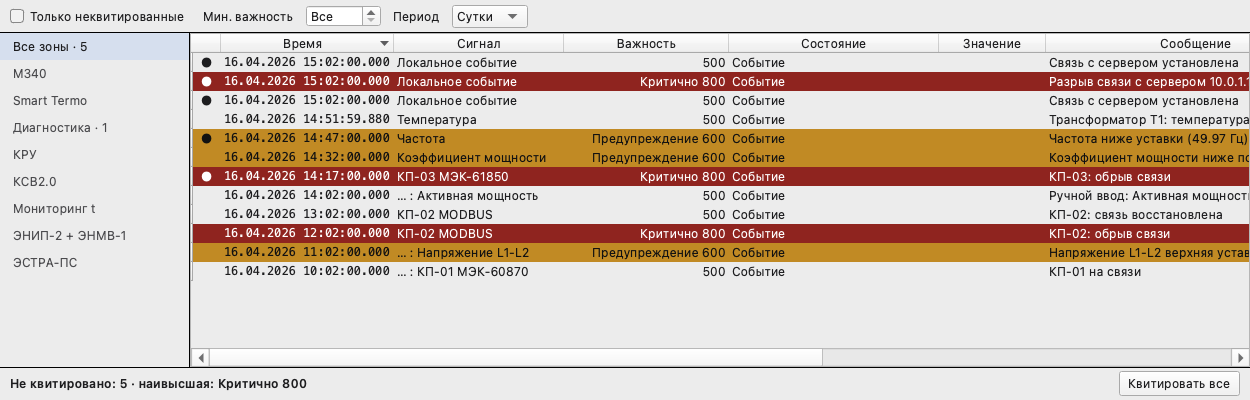 Только неквитированные Мин. важность Все Период Сутки
Все зоны · 5
М340
Smart Termo
Диагностика · 1
КРУ
КСВ2.0
Мониторинг t
ЭНИП-2 + ЭНМВ-1
ЭСТРА-ПС
Время Сигнал Важность Состояние Значение Сообщение
16.04.2026 15:02:00.000 Локальное событие 500 Событие Связь с сервером установлена
16.04.2026 15:02:00.000 Локальное событие Критично 800 Событие Разрыв связи с сервером 10.0.1.1
16.04.2026 15:02:00.000 Локальное событие 500 Событие Связь с сервером установлена
16.04.2026 14:51:59.880 Температура 500 Событие Трансформатор Т1: температура
16.04.2026 14:47:00.000 Частота Предупреждение 600 Событие Частота ниже уставки (49.97 Гц)
16.04.2026 14:32:00.000 Коэффициент мощности Предупреждение 600 Событие Коэффициент мощности ниже по
16.04.2026 14:17:00.000 КП-03 МЭК-61850 Критично 800 Событие КП-03: обрыв связи
16.04.2026 14:02:00.000 ... : Активная мощность 500 Событие Ручной ввод: Активная мощност
16.04.2026 13:02:00.000 КП-02 MODBUS 500 Событие КП-02: связь восстановлена
16.04.2026 12:02:00.000 КП-02 MODBUS Критично 800 Событие КП-02: обрыв связи
16.04.2026 11:02:00.000 ... : Напряжение L1-L2 Предупреждение 600 Событие Напряжение L1-L2 верхняя устав
16.04.2026 10:02:00.000 ... : КП-01 МЭК-60870 500 Событие КП-01 на связи
Не квитировано: 5 · наивысшая: Критично 800 Квитировать все